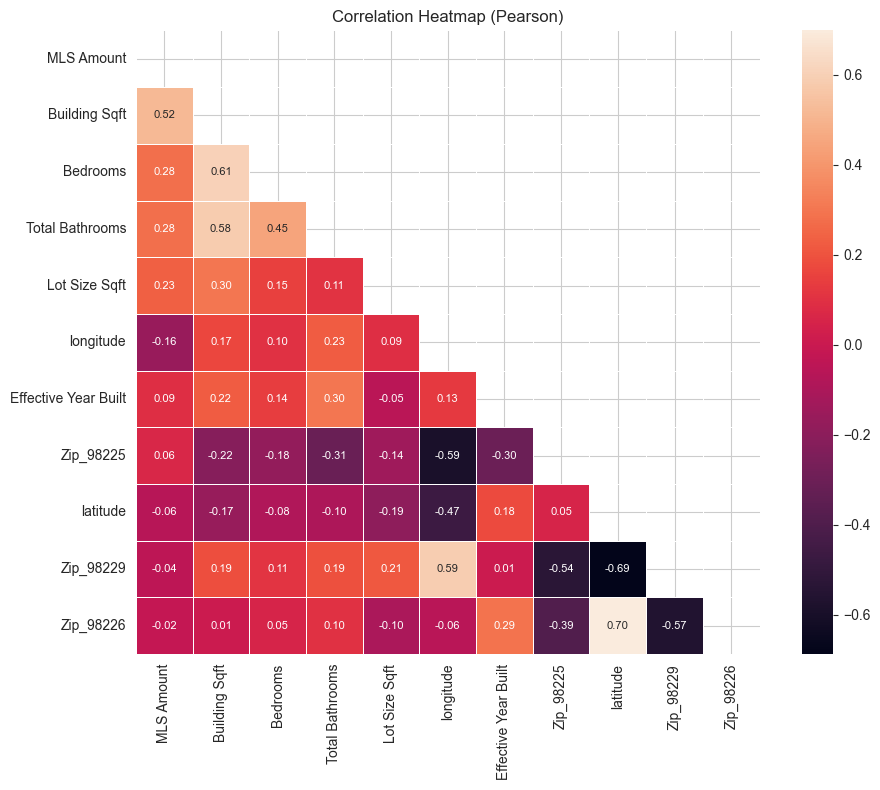 Correlation Heatmap (Pearson)
MLS Amount
Building Sqft 0.52
Bedrooms 0.28 0.61
Total Bathrooms 0.28 0.58 0.45
Lot Size Sqft 0.23 0.30 0.15 0.11
longitude -0.16 0.17 0.10 0.23 0.09
Effective Year Built 0.09 0.22 0.14 0.30 -0.05 0.13
Zip_98225 0.06 -0.22 -0.18 -0.31 -0.14 -0.59 -0.30
latitude -0.06 -0.17 -0.08 -0.10 -0.19 -0.47 0.18 0.05
Zip_98229 -0.04 0.19 0.11 0.19 0.21 0.59 0.01 -0.54 -0.69
Zip_98226 -0.02 0.01 0.05 0.10 -0.10 -0.06 0.29 -0.39 0.70 -0.57
MLS Amount
Building Sqft
Bedrooms
Total Bathrooms
Lot Size Sqft
longitude
Effective Year Built
Zip_98225
latitude
Zip_98229
Zip_98226
0.6
0.4
0.2
0.0
−0.2
−0.4
−0.6